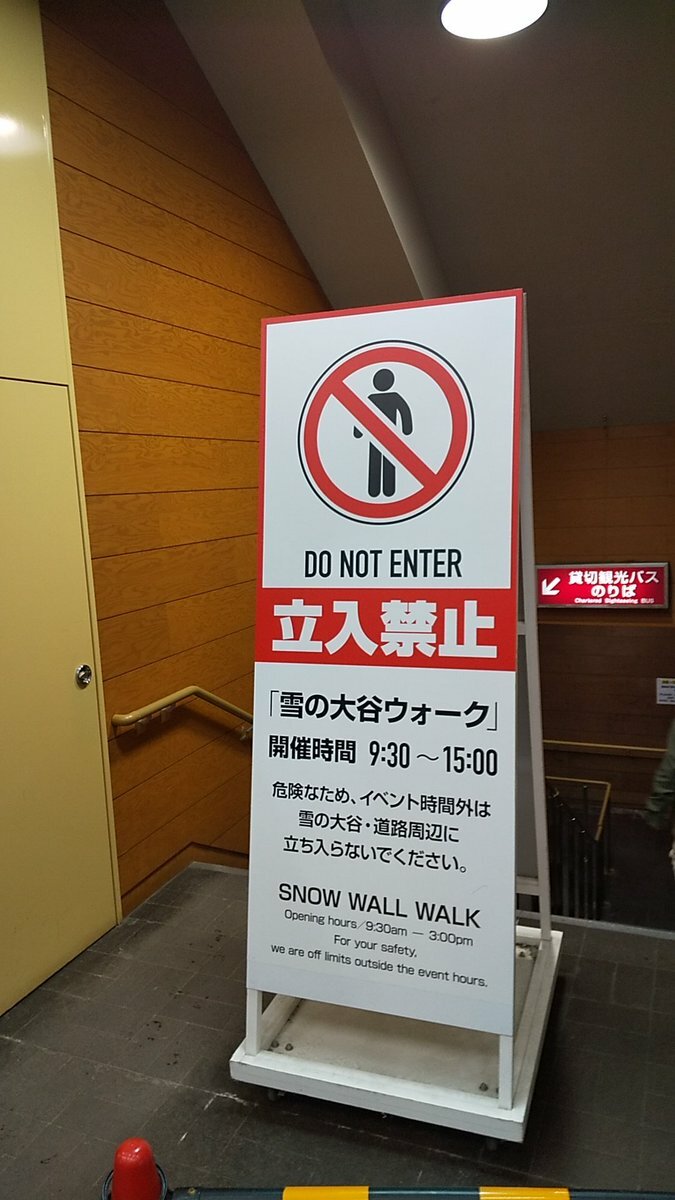 DO NOT ENTER
立入禁止
「雪の大谷ウォーク」
開催時間 9:30～15:00
危険なため、イベント時間外は
雪の大谷・道路周辺に
立ち入らないでください。
SNOW WALL WALK
Opening hours/9:30am — 3:00pm
For your safety,
we are off limits outside the event hours.
貸切観光バス
のりば
Chartered Sightseeing BUS